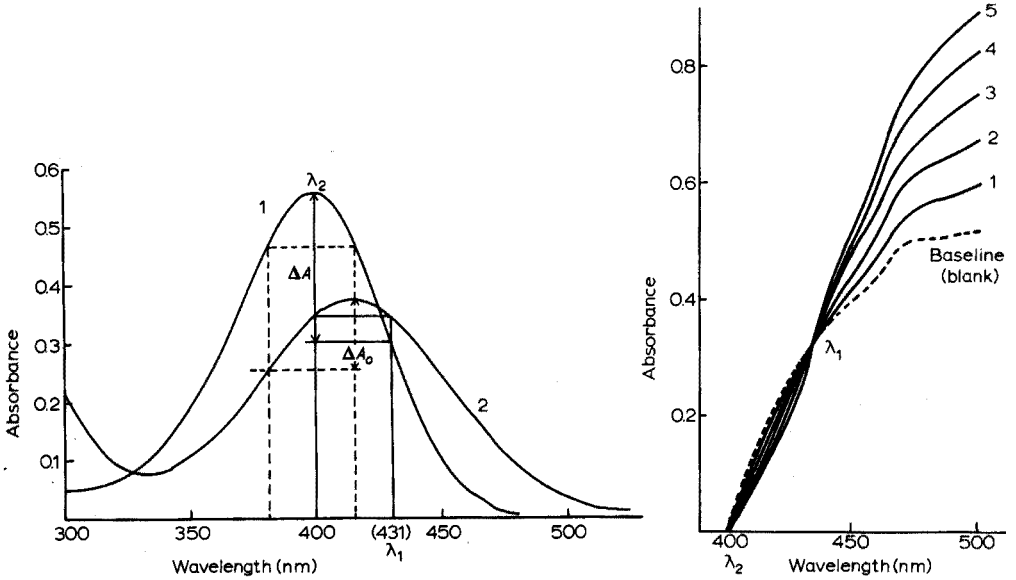 0.6
0.5
0.4
0.3
0.2
0.1
Absorbance
1
λ₂
ΔA
ΔA₀
2
300 350 400 (431) 450 500
λ₁
Wavelength (nm)
0.8
0.6
0.4
0.2
Absorbance
5
4
3
2
1
Baseline
(blank)
λ₁
400 450 500
λ₂ Wavelength (nm)